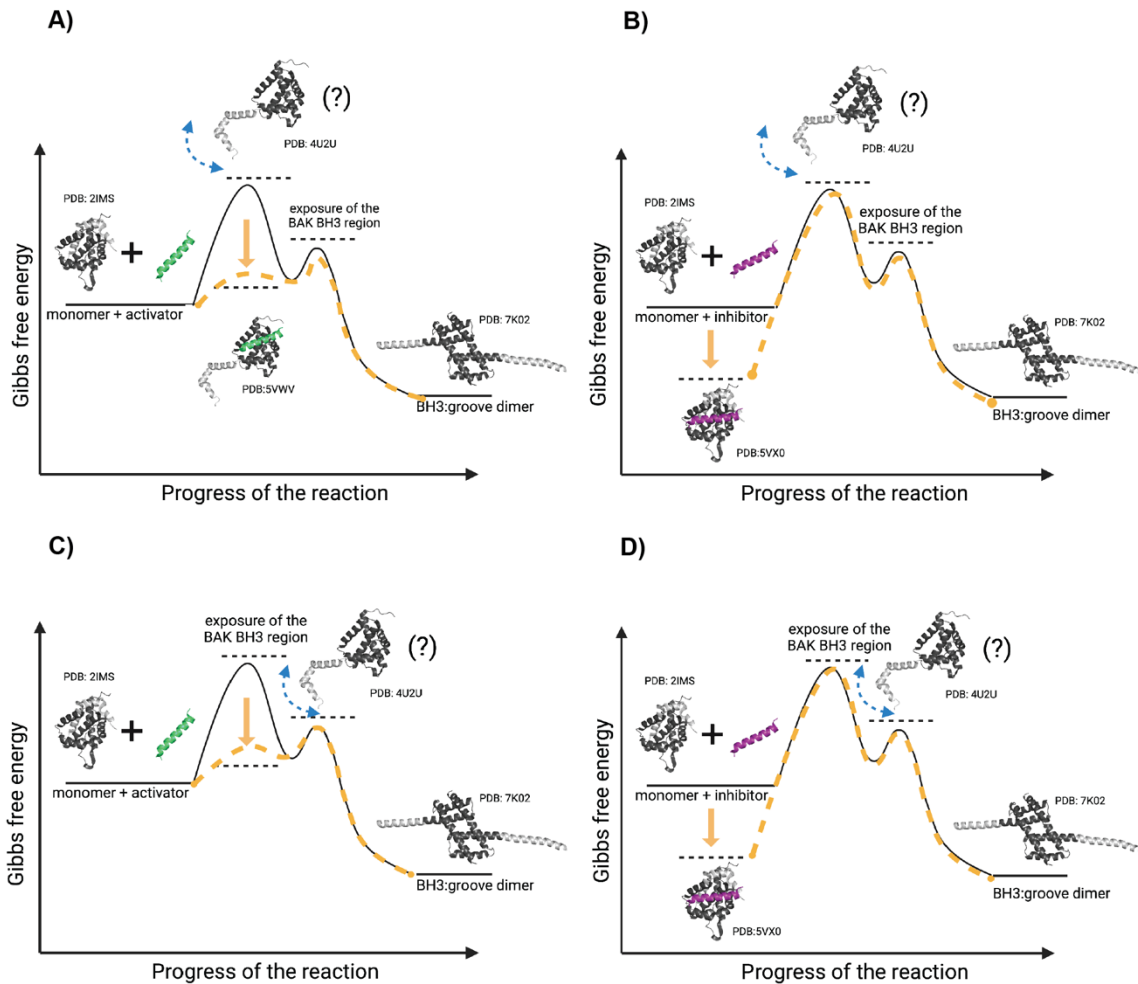 A)
(?)
PDB: 4U2U
PDB: 2IMS
+
exposure of the
BAK BH3 region
Gibbs free energy
monomer + activator
PDB:5VWV
PDB: 7K02
BH3:groove dimer
Progress of the reaction
B)
(?)
PDB: 4U2U
PDB: 2IMS
+
exposure of the
BAK BH3 region
Gibbs free energy
monomer + inhibitor
PDB:5VX0
PDB: 7K02
BH3:groove dimer
Progress of the reaction
C)
exposure of the
BAK BH3 region
(?)
PDB: 4U2U
PDB: 2IMS
+
Gibbs free energy
monomer + activator
PDB: 7K02
BH3:groove dimer
Progress of the reaction
D)
exposure of the
BAK BH3 region
(?)
PDB: 4U2U
PDB: 2IMS
+
Gibbs free energy
monomer + inhibitor
PDB:5VX0
PDB: 7K02
BH3:groove dimer
Progress of the reaction